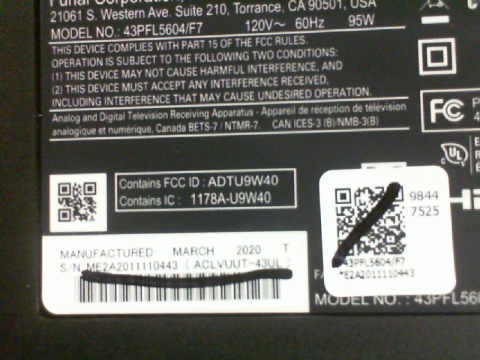 Funai Corporation,
21061 S. Western Ave. Suite 210, Torrance, CA 90501, USA
MODEL NO.: 43PFL5604/F7 120V~ 60Hz 95W
THIS DEVICE COMPLIES WITH PART 15 OF THE FCC RULES.
OPERATION IS SUBJECT TO THE FOLLOWING TWO CONDITIONS:
(1) THIS DEVICE MAY NOT CAUSE HARMFUL INTERFERENCE, AND
(2) THIS DEVICE MUST ACCEPT ANY INTERFERENCE RECEIVED,
INCLUDING INTERFERENCE THAT MAY CAUSE UNDESIRED OPERATION.
Analog and Digital Television Receiving Apparatus - Appareil de réception de télévision
analogique et numérique, Canada BETS-7 / NTMR-7. CAN ICES-3 (B)/NMB-3(B)
FC
UL
Contains FCC ID : ADTU9W40
Contains IC : 1178A-U9W40
9844
7525
43PFL5604/F7
*E2A2011110443
MANUFACTURED: MARCH 2020 T
S/N: ME2A2011110443 ( ACLVUUT-43UL )
MODEL NO. : 43PFL560